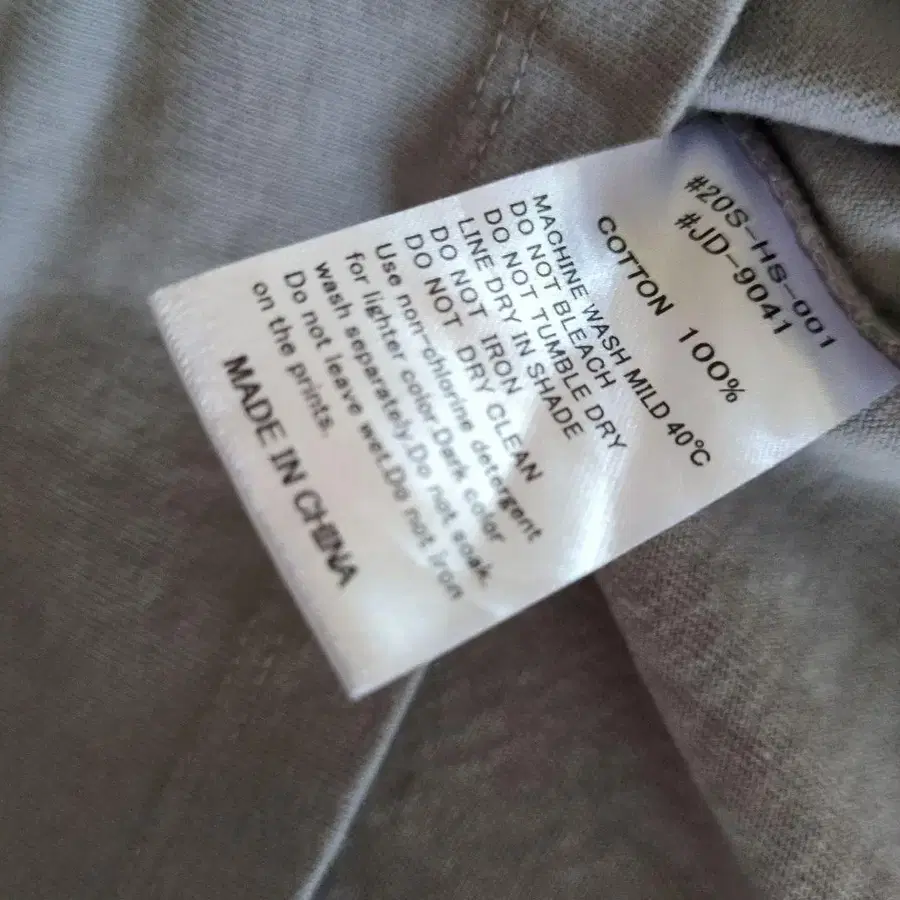 #20S-HS-001
#JD-9041
COTTON 100%
MACHINE WASH MILD 40℃
DO NOT BLEACH
DO NOT TUMBLE DRY
LINE DRY IN SHADE
DO NOT IRON
DO NOT DRY CLEAN
Use non-chlorine detergent
for lighter color.Dark color
wash separately.Do not soak.
Do not leave wet.Do not iron
on the prints.
MADE IN CHINA